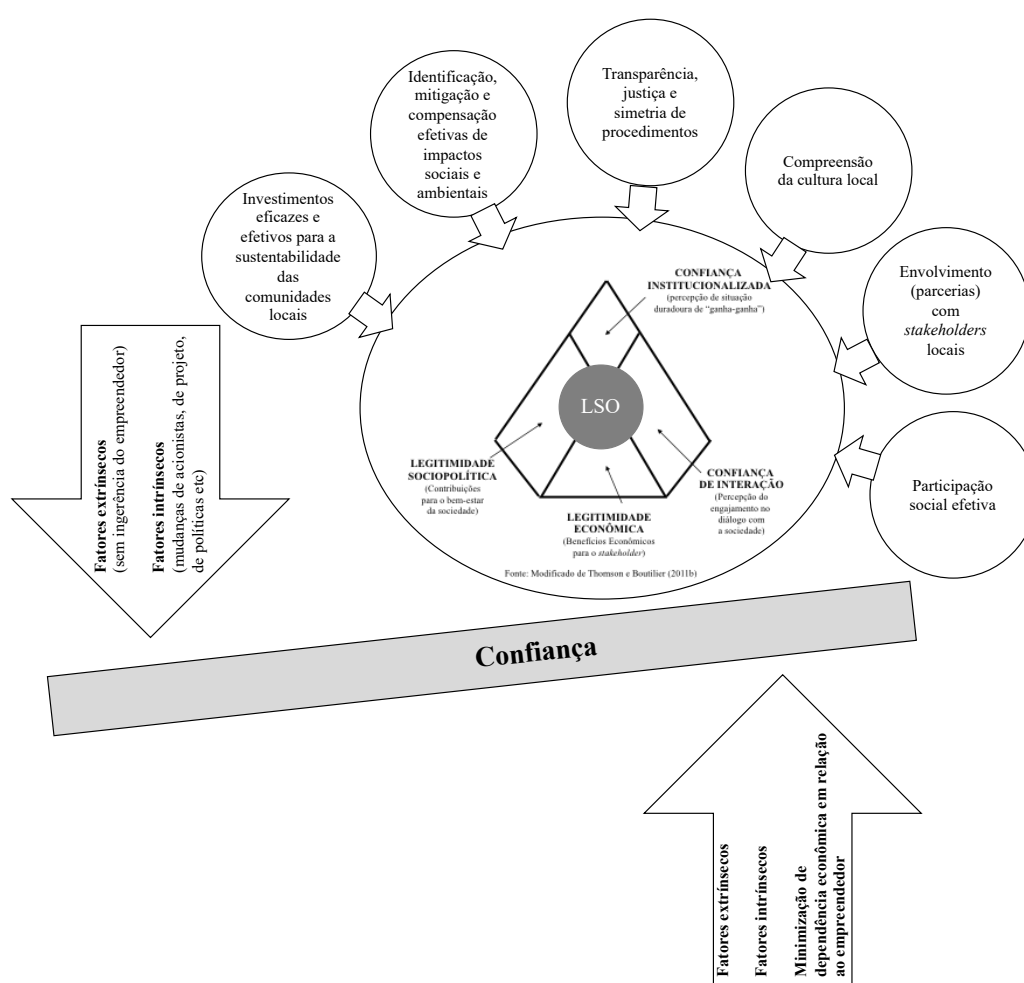 Identificação,
mitigação e
compensação
efetivas de
impactos
sociais e
ambientais
Transparência,
justiça e
simetria de
procedimentos
Compreensão
da cultura local
Investimentos
eficazes e
efetivos para a
sustentabilidade
das
comunidades
locais
Envolvimento
(parcerias)
com
stakeholders
locais
Participação
social efetiva
CONFIANÇA
INSTITUCIONALIZADA
(percepção de situação
duradoura de “ganha-ganha”)
LSO
LEGITIMIDADE
SOCIOPOLÍTICA
(Contribuições
para o bem-estar
da sociedade)
CONFIANÇA
DE INTERAÇÃO
(Percepção do
engajamento no
diálogo com
a sociedade)
LEGITIMIDADE
ECONÔMICA
(Benefícios Econômicos
para o stakeholder)
Fonte: Modificado de Thomson e Boutilier (2011b)
Fatores extrínsecos
(sem ingerência do empreendedor)
Fatores intrínsecos
(mudanças de acionistas, de projeto,
de políticas etc)
Confiança
Fatores extrínsecos
Fatores intrínsecos
Minimização de
dependência econômica em relação
ao empreendedor